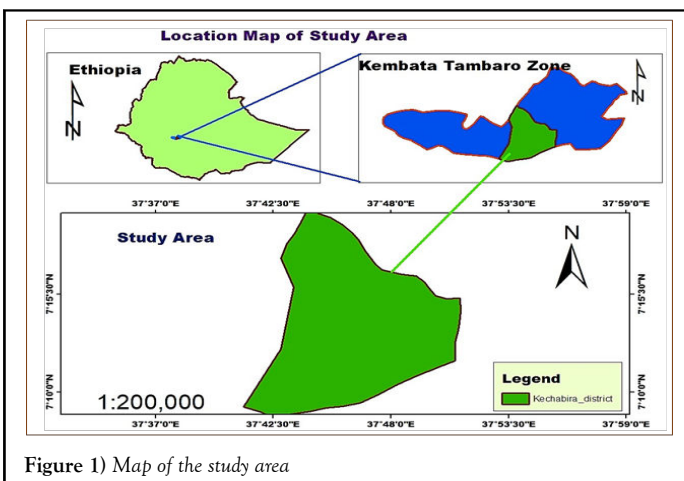 Location Map of Study Area
Ethiopia
N
Kembata Tambaro Zone
N
37°37'0"E 37°42'30"E 37°48'0"E 37°53'30"E 37°59'0"E
Study Area
N
7°15'30"N
7°15'30"N
7°10'0"N
7°10'0"N
1:200,000
Legend
Kechabira_district
37°37'0"E 37°42'30"E 37°48'0"E 37°53'30"E 37°59'0"E
Figure 1) Map of the study area